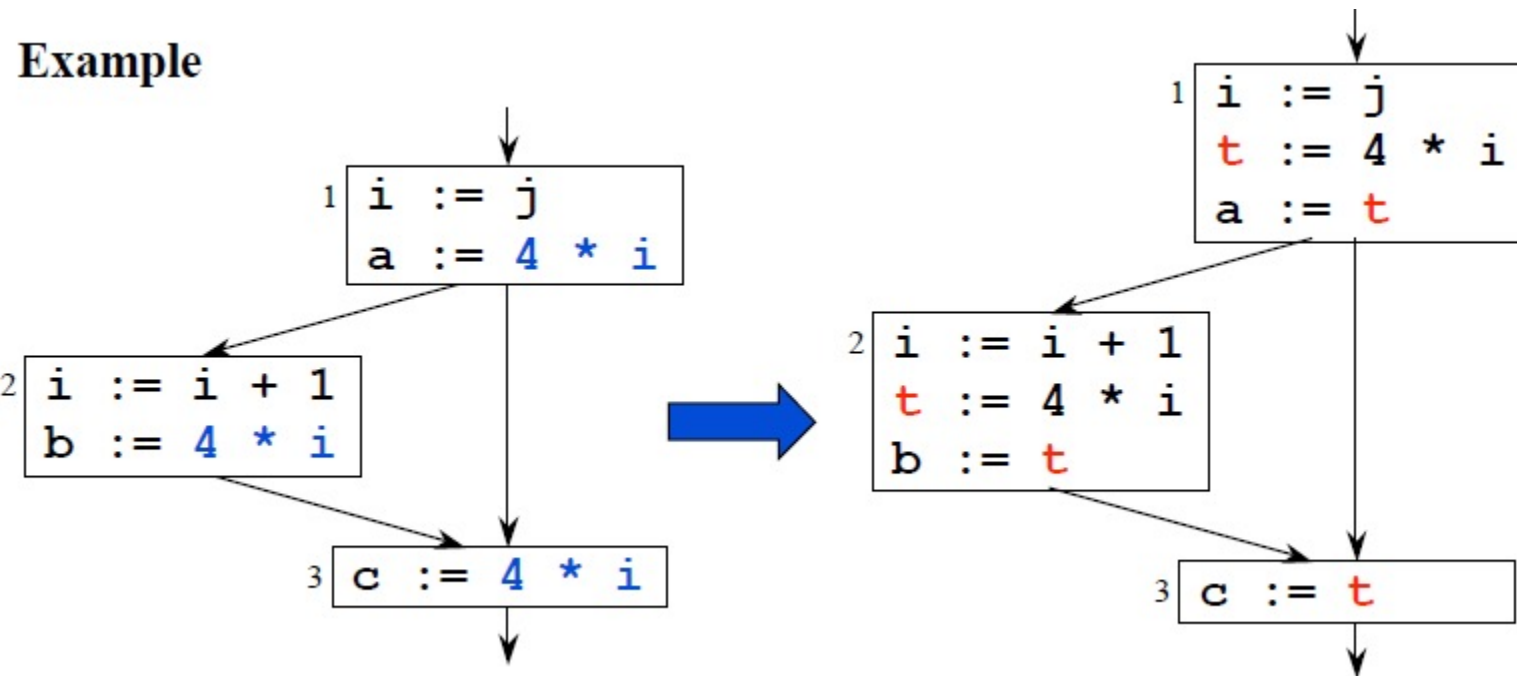 Example
1
i := j
a := 4 * i
2
i := i + 1
b := 4 * i
3
c := 4 * i
1
i := j
t := 4 * i
a := t
2
i := i + 1
t := 4 * i
b := t
3
c := t